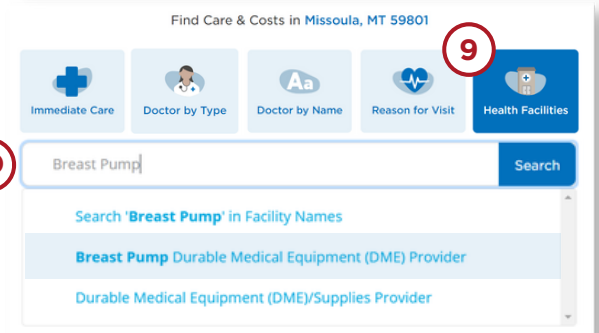 Find Care & Costs in Missoula, MT 59801
9
Immediate Care
Doctor by Type
Aa
Doctor by Name
Reason for Visit
Health Facilities
Breast Pump
Search
Search 'Breast Pump' in Facility Names
Breast Pump Durable Medical Equipment (DME) Provider
Durable Medical Equipment (DME)/Supplies Provider